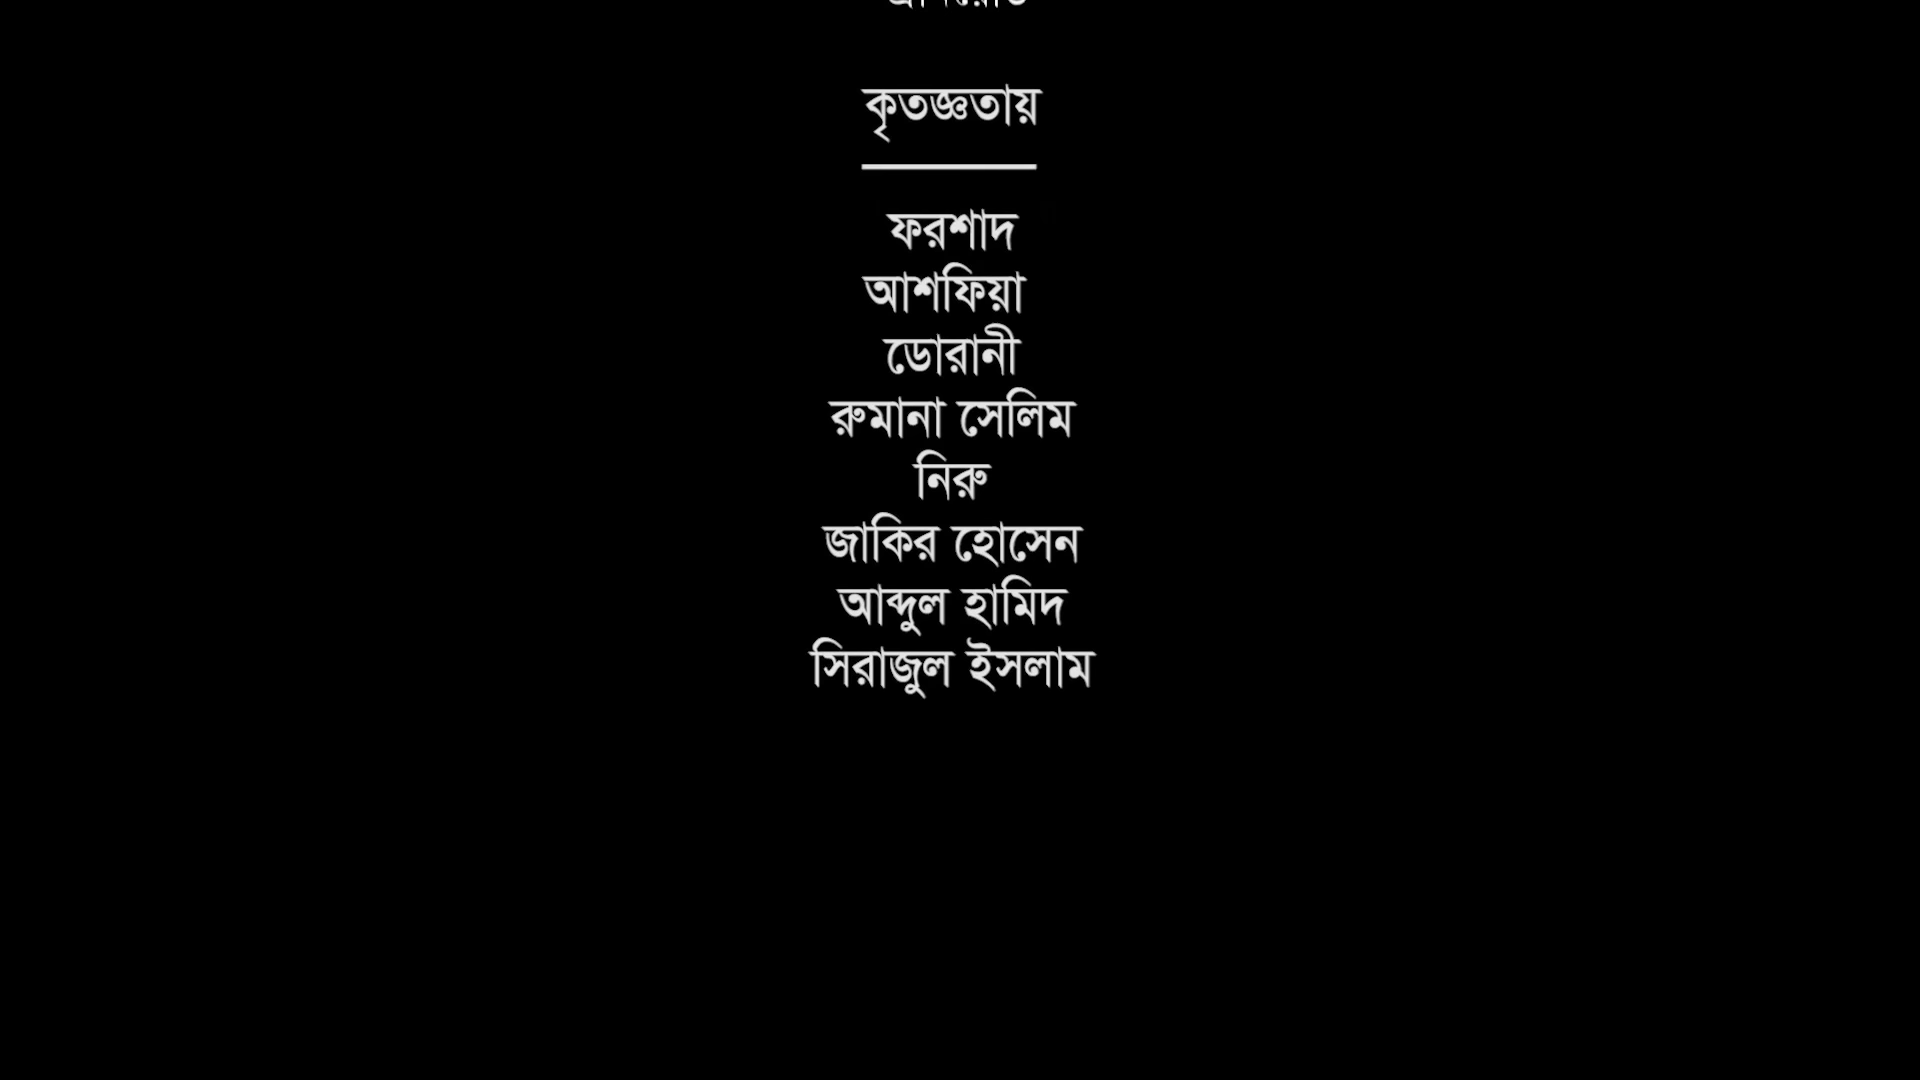 কৃতজ্ঞতায়
ফরশাদ
আশফিয়া
ডোরানী
রুমানা সেলিম
নিরু
জাকির হোসেন
আব্দুল হামিদ
সিরাজুল ইসলাম